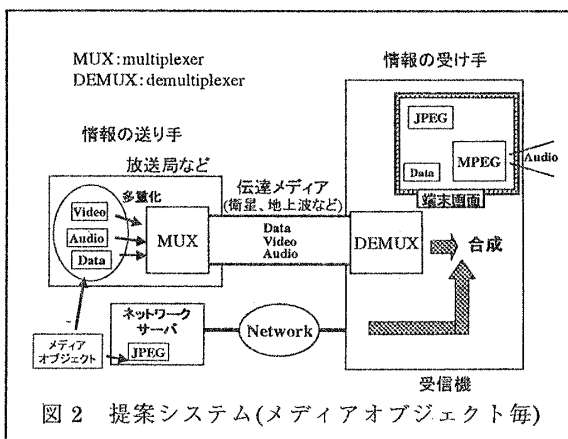 MUX:multiplexer
DEMUX:demultiplexer
情報の受け手
JPEG
MPEG
Data
Audio
端末画面
情報の送り手
放送局など
多重化
Video
Audio
Data
MUX
伝達メディア
(衛星、地上波など)
Data
Video
Audio
DEMUX
合成
メディア
オブジェクト
ネットワーク
サーバ
JPEG
Network
受信機
図2 提案システム(メディアオブジェクト毎)